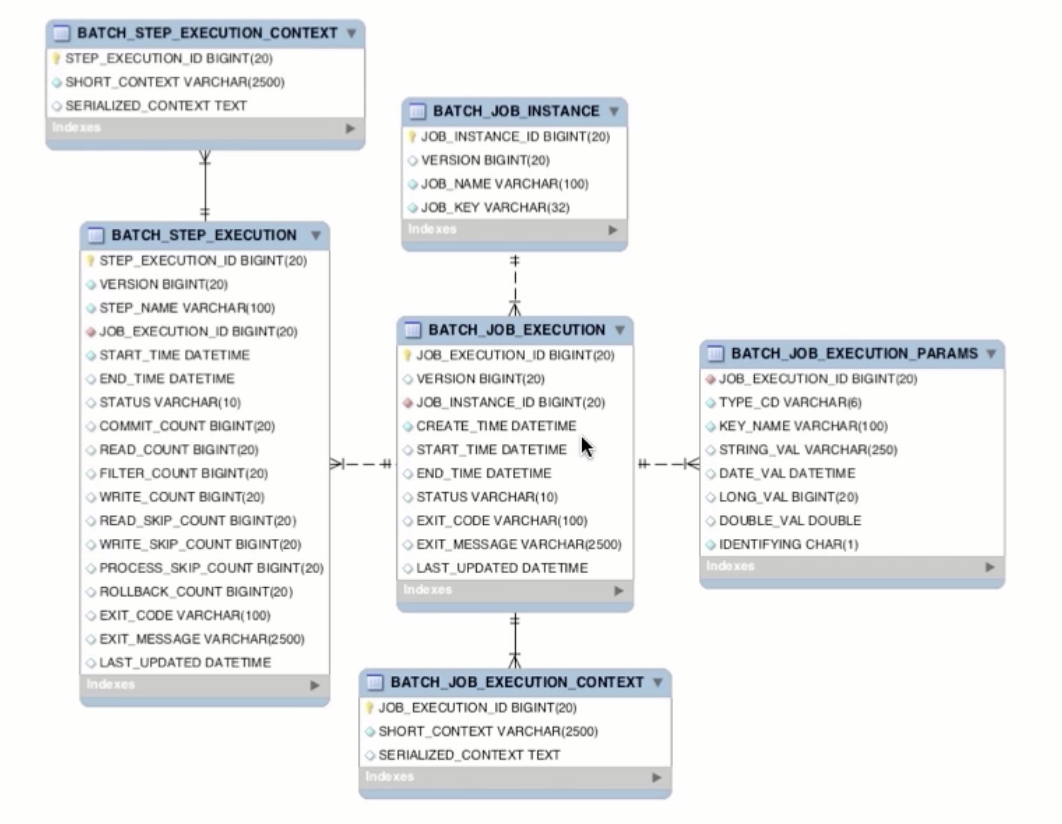 BATCH_STEP_EXECUTION_CONTEXT
STEP_EXECUTION_ID BIGINT(20)
SHORT_CONTEXT VARCHAR(2500)
SERIALIZED_CONTEXT TEXT
Indexes
BATCH_JOB_INSTANCE
JOB_INSTANCE_ID BIGINT(20)
VERSION BIGINT(20)
JOB_NAME VARCHAR(100)
JOB_KEY VARCHAR(32)
Indexes
BATCH_STEP_EXECUTION
STEP_EXECUTION_ID BIGINT(20)
VERSION BIGINT(20)
STEP_NAME VARCHAR(100)
JOB_EXECUTION_ID BIGINT(20)
START_TIME DATETIME
END_TIME DATETIME
STATUS VARCHAR(10)
COMMIT_COUNT BIGINT(20)
READ_COUNT BIGINT(20)
FILTER_COUNT BIGINT(20)
WRITE_COUNT BIGINT(20)
READ_SKIP_COUNT BIGINT(20)
WRITE_SKIP_COUNT BIGINT(20)
PROCESS_SKIP_COUNT BIGINT(20)
ROLLBACK_COUNT BIGINT(20)
EXIT_CODE VARCHAR(100)
EXIT_MESSAGE VARCHAR(2500)
LAST_UPDATED DATETIME
Indexes
BATCH_JOB_EXECUTION
JOB_EXECUTION_ID BIGINT(20)
VERSION BIGINT(20)
JOB_INSTANCE_ID BIGINT(20)
CREATE_TIME DATETIME
START_TIME DATETIME
END_TIME DATETIME
STATUS VARCHAR(10)
EXIT_CODE VARCHAR(100)
EXIT_MESSAGE VARCHAR(2500)
LAST_UPDATED DATETIME
Indexes
BATCH_JOB_EXECUTION_PARAMS
JOB_EXECUTION_ID BIGINT(20)
TYPE_CD VARCHAR(6)
KEY_NAME VARCHAR(100)
STRING_VAL VARCHAR(250)
DATE_VAL DATETIME
LONG_VAL BIGINT(20)
DOUBLE_VAL DOUBLE
IDENTIFYING CHAR(1)
Indexes
BATCH_JOB_EXECUTION_CONTEXT
JOB_EXECUTION_ID BIGINT(20)
SHORT_CONTEXT VARCHAR(2500)
SERIALIZED_CONTEXT TEXT
Indexes